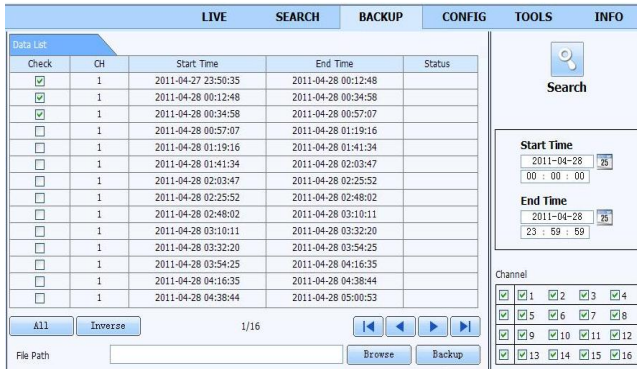 LIVE SEARCH BACKUP CONFIG TOOLS INFO
Data List
Check CH Start Time End Time Status
1 2011-04-27 23:50:35 2011-04-28 00:12:48
1 2011-04-28 00:12:48 2011-04-28 00:34:58
1 2011-04-28 00:34:58 2011-04-28 00:57:07
1 2011-04-28 00:57:07 2011-04-28 01:19:16
1 2011-04-28 01:19:16 2011-04-28 01:41:34
1 2011-04-28 01:41:34 2011-04-28 02:03:47
1 2011-04-28 02:03:47 2011-04-28 02:25:52
1 2011-04-28 02:25:52 2011-04-28 02:48:02
1 2011-04-28 02:48:02 2011-04-28 03:10:11
1 2011-04-28 03:10:11 2011-04-28 03:32:20
1 2011-04-28 03:32:20 2011-04-28 03:54:25
1 2011-04-28 03:54:25 2011-04-28 04:16:35
1 2011-04-28 04:16:35 2011-04-28 04:38:44
1 2011-04-28 04:38:44 2011-04-28 05:00:53
All Inverse 1/16
File Path Browse Backup
Search
Start Time
2011-04-28 25
00 : 00 : 00
End Time
2011-04-28 25
23 : 59 : 59
Channel
1 2 3 4
5 6 7 8
9 10 11 12
13 14 15 16